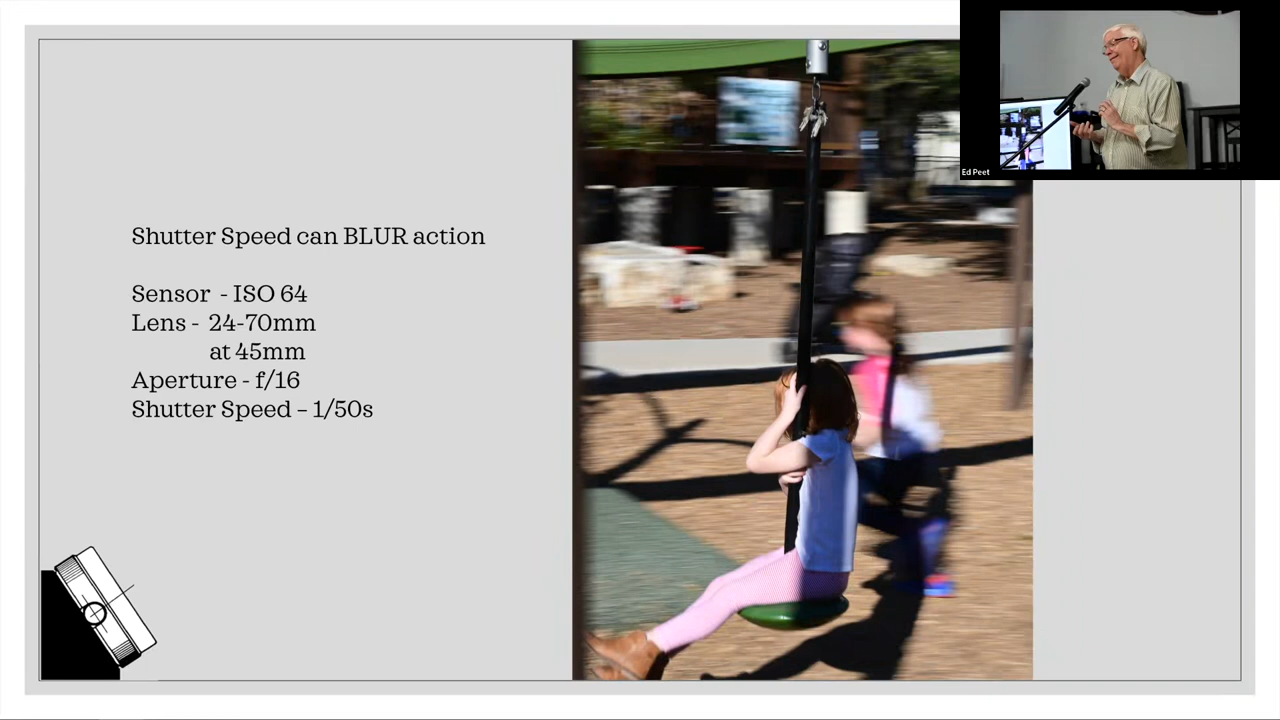 Shutter Speed can BLUR action
Sensor - ISO 64
Lens - 24-70mm
at 45mm
Aperture - f/16
Shutter Speed – 1/50s
Ed Peet